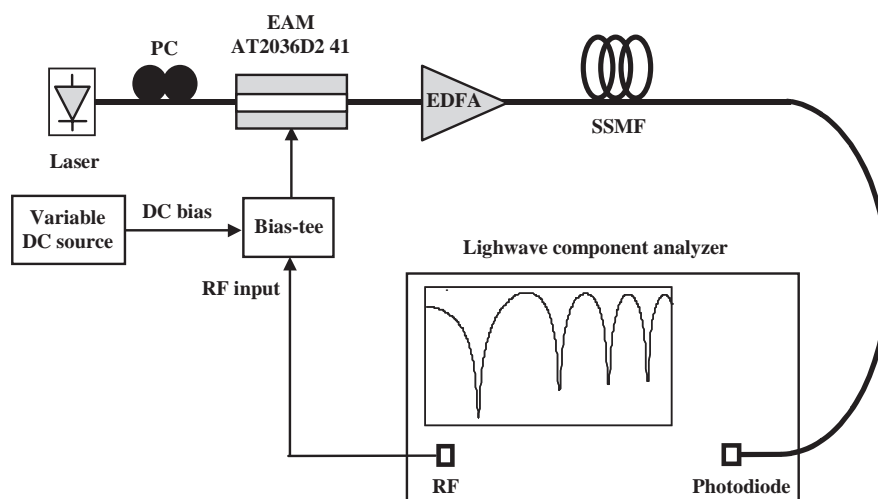 EAM
AT2036D2 41
PC
EDFA
SSMF
Laser
Variable
DC source
DC bias
Bias-tee
RF input
Lighwave component analyzer
RF
Photodiode